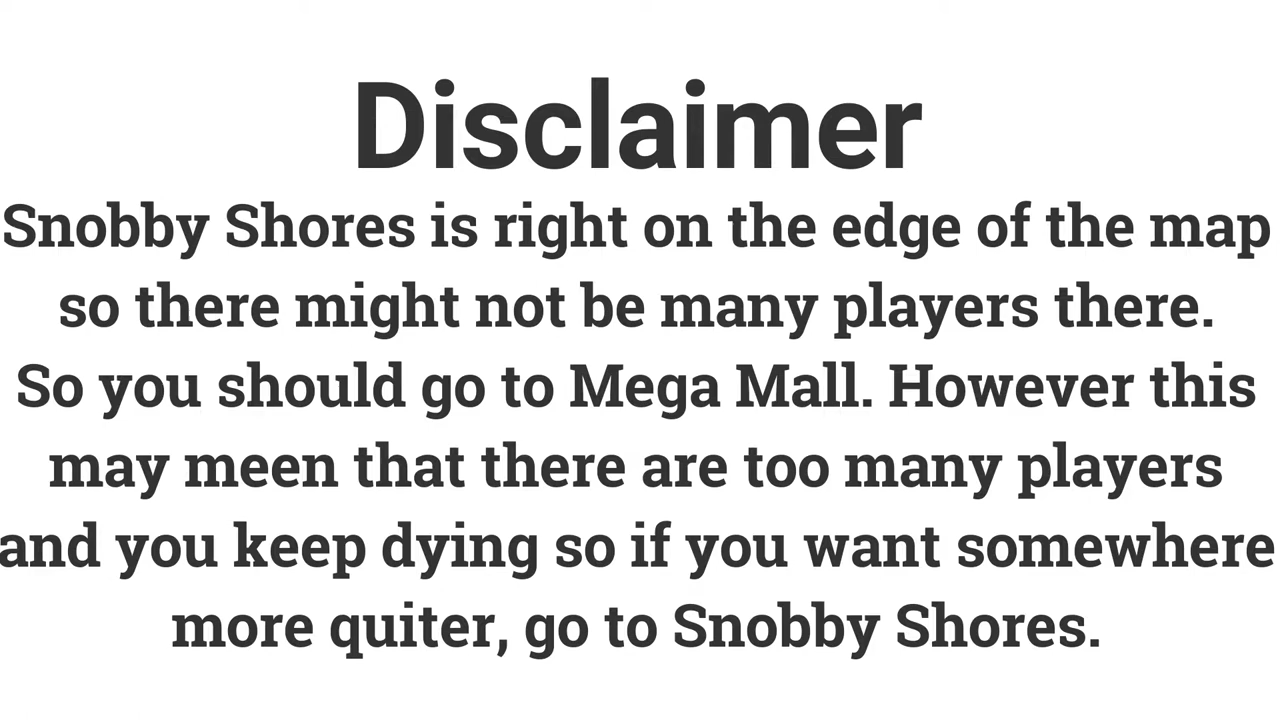 Disclaimer
Snobby Shores is right on the edge of the map
so there might not be many players there.
So you should go to Mega Mall. However this
may meen that there are too many players
and you keep dying so if you want somewhere
more quiter, go to Snobby Shores.